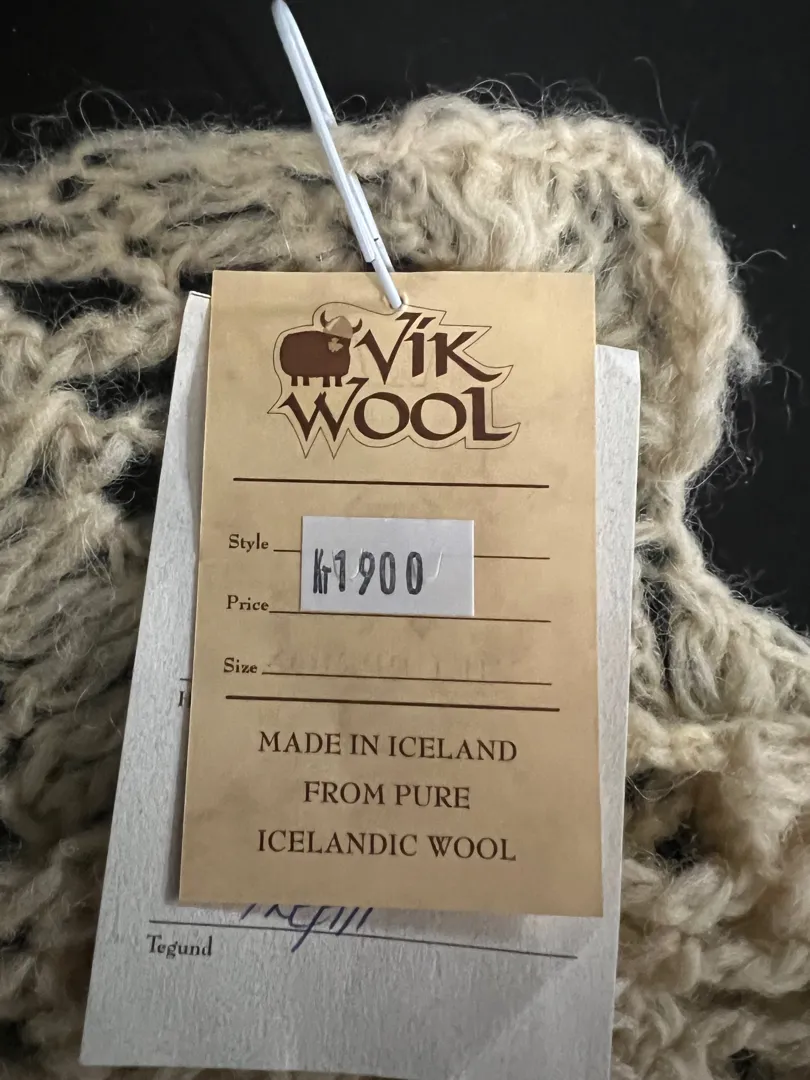 Vík
WOOL
Style
Kr1900
Price
Size
MADE IN ICELAND
FROM PURE
ICELANDIC WOOL
Tegund